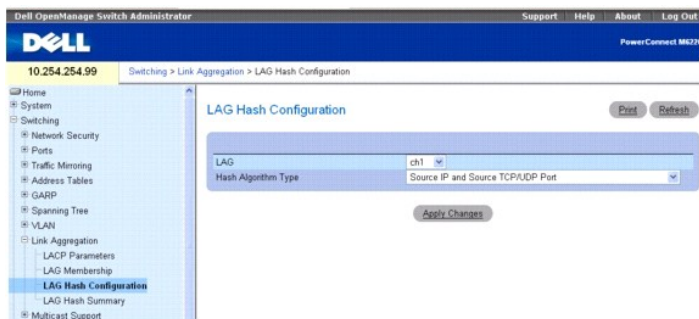 Dell OpenManage Switch Administrator
Support Help About Log Out
DELL
PowerConnect M6220
10.254.254.99
Switching > Link Aggregation > LAG Hash Configuration
Home
System
Switching
Network Security
Ports
Traffic Mirroring
Address Tables
GARP
Spanning Tree
VLAN
Link Aggregation
LACP Parameters
LAG Membership
LAG Hash Configuration
LAG Hash Summary
Multicast Support
LAG Hash Configuration
Print Refresh
LAG ch1
Hash Algorithm Type Source IP and Source TCP/UDP Port
Apply Changes